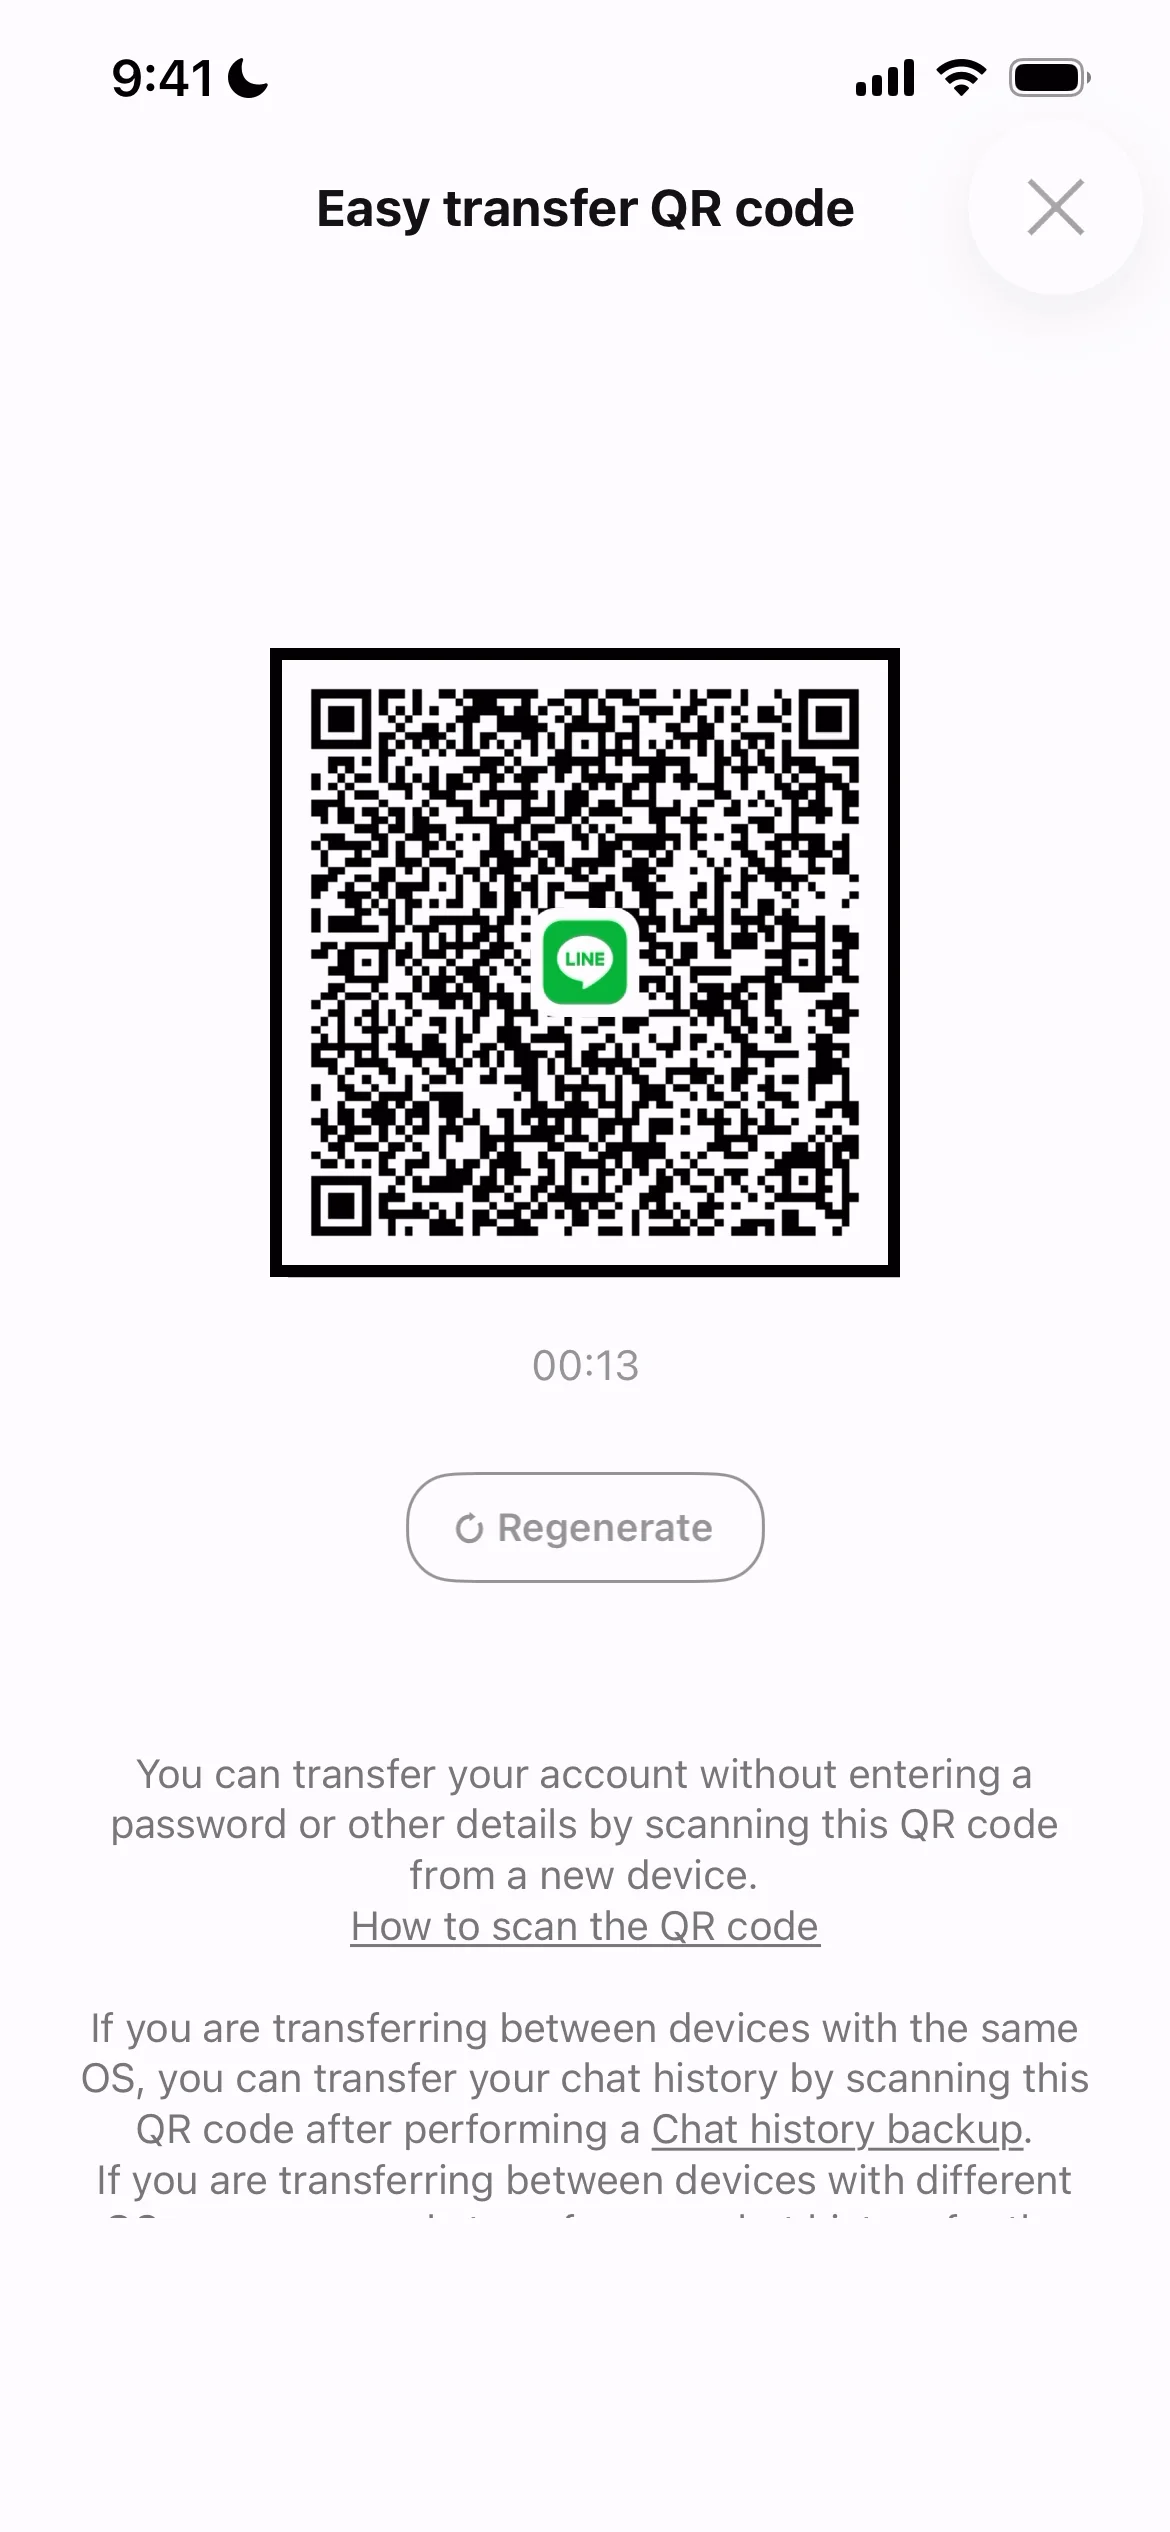 9:41
Easy transfer QR code
LINE
00:13
Regenerate
You can transfer your account without entering a
password or other details by scanning this QR code
from a new device.
How to scan the QR code
If you are transferring between devices with the same
OS, you can transfer your chat history by scanning this
QR code after performing a Chat history backup.
If you are transferring between devices with different